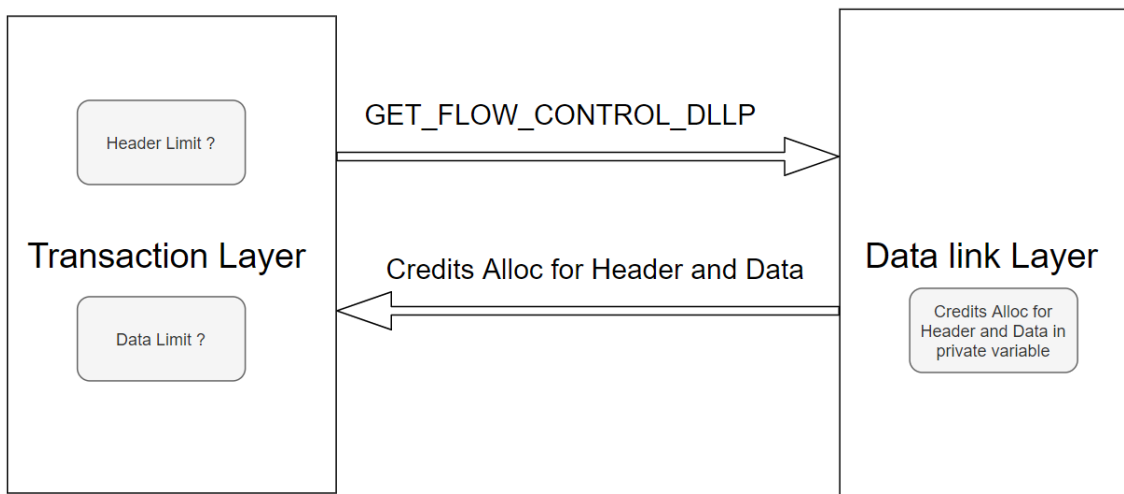 Header Limit ?
GET_FLOW_CONTROL_DLLP
Transaction Layer
Credits Alloc for Header and Data
Data link Layer
Data Limit ?
Credits Alloc for
Header and Data in
private variable